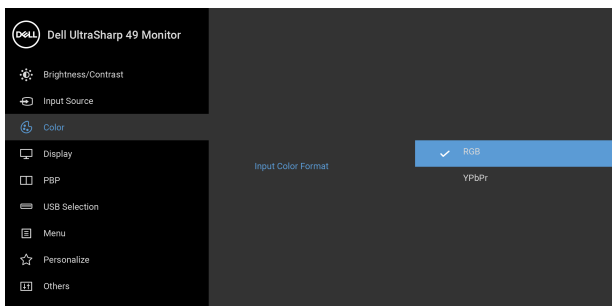 DELL Dell UltraSharp 49 Monitor
Brightness/Contrast
Input Source
Color
Display
PBP
USB Selection
Menu
Personalize
Others
Input Color Format
RGB
YPbPr